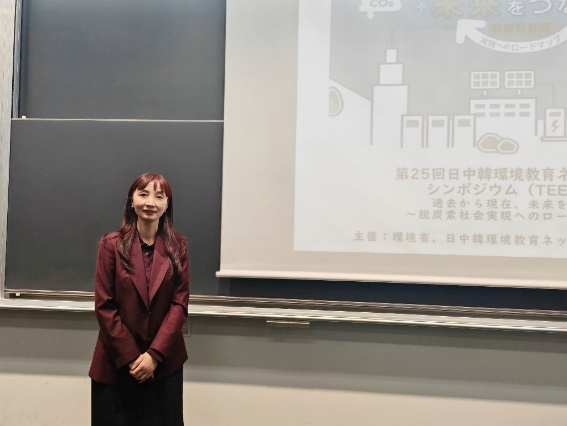 CO2
未来をつな
実践へのロードマップ
第25回日中韓環境教育ネ
シンポジウム（TEE
過去から現在、未来を
～脱炭素社会実現へのロー
主催：環境省、日中韓環境教育ネッ